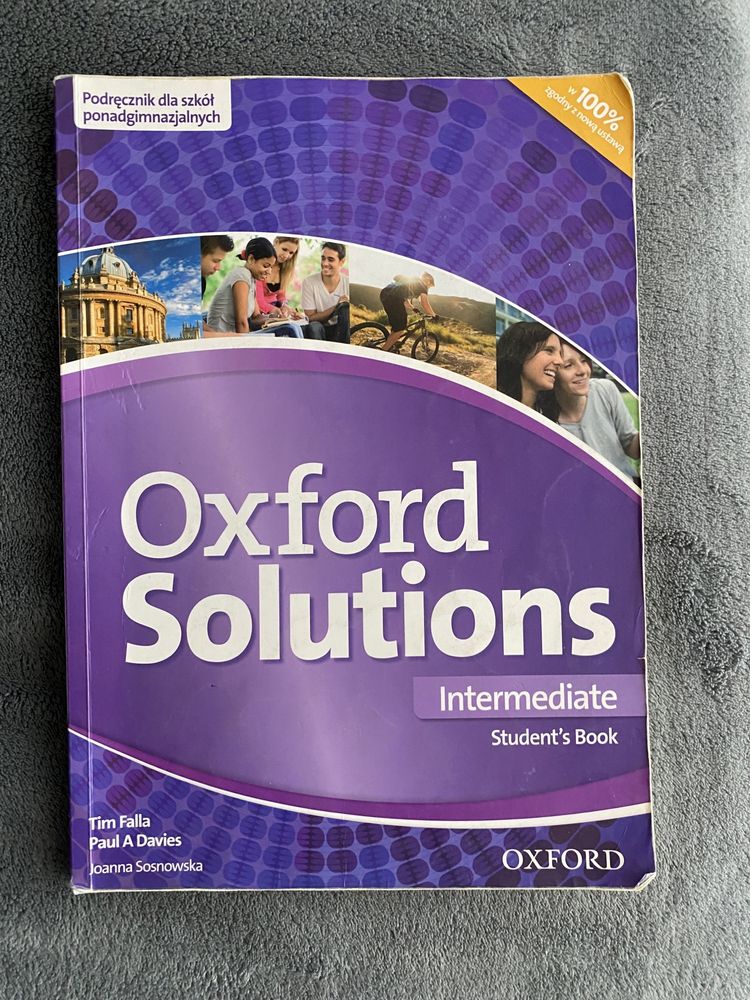 Podręcznik dla szkół
ponadgimnazjalnych
w 100%
zgodny z nową ustawą
Oxford
Solutions
Intermediate
Student's Book
Tim Falla
Paul A Davies
Joanna Sosnowska
OXFORD